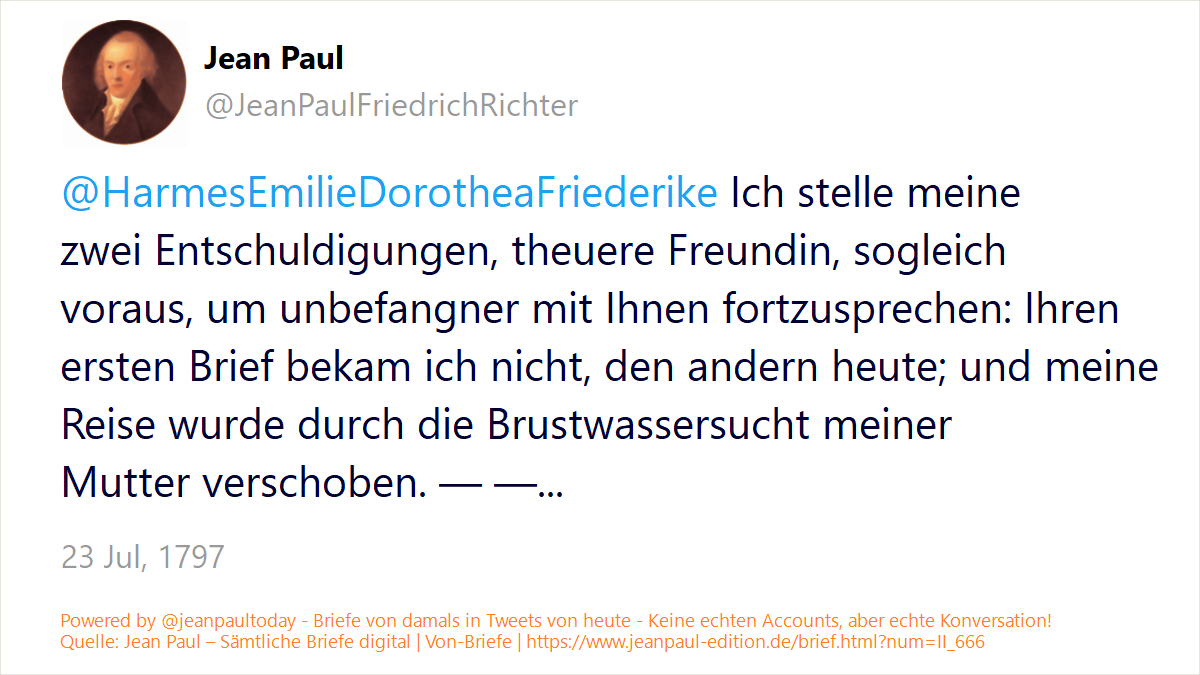 Jean Paul
@JeanPaulFriedrichRichter
@HarmesEmilieDorotheaFriederike Ich stelle meine
zwei Entschuldigungen, theuere Freundin, sogleich
voraus, um unbefangner mit Ihnen fortzusprechen: Ihren
ersten Brief bekam ich nicht, den andern heute; und meine
Reise wurde durch die Brustwassersucht meiner
Mutter verschoben. — —...
23 Jul, 1797
Powered by @jeanpaultoday - Briefe von damals in Tweets von heute - Keine echten Accounts, aber echte Konversation!
Quelle: Jean Paul – Sämtliche Briefe digital | Von-Briefe | https://www.jeanpaul-edition.de/brief.html?num=II_666